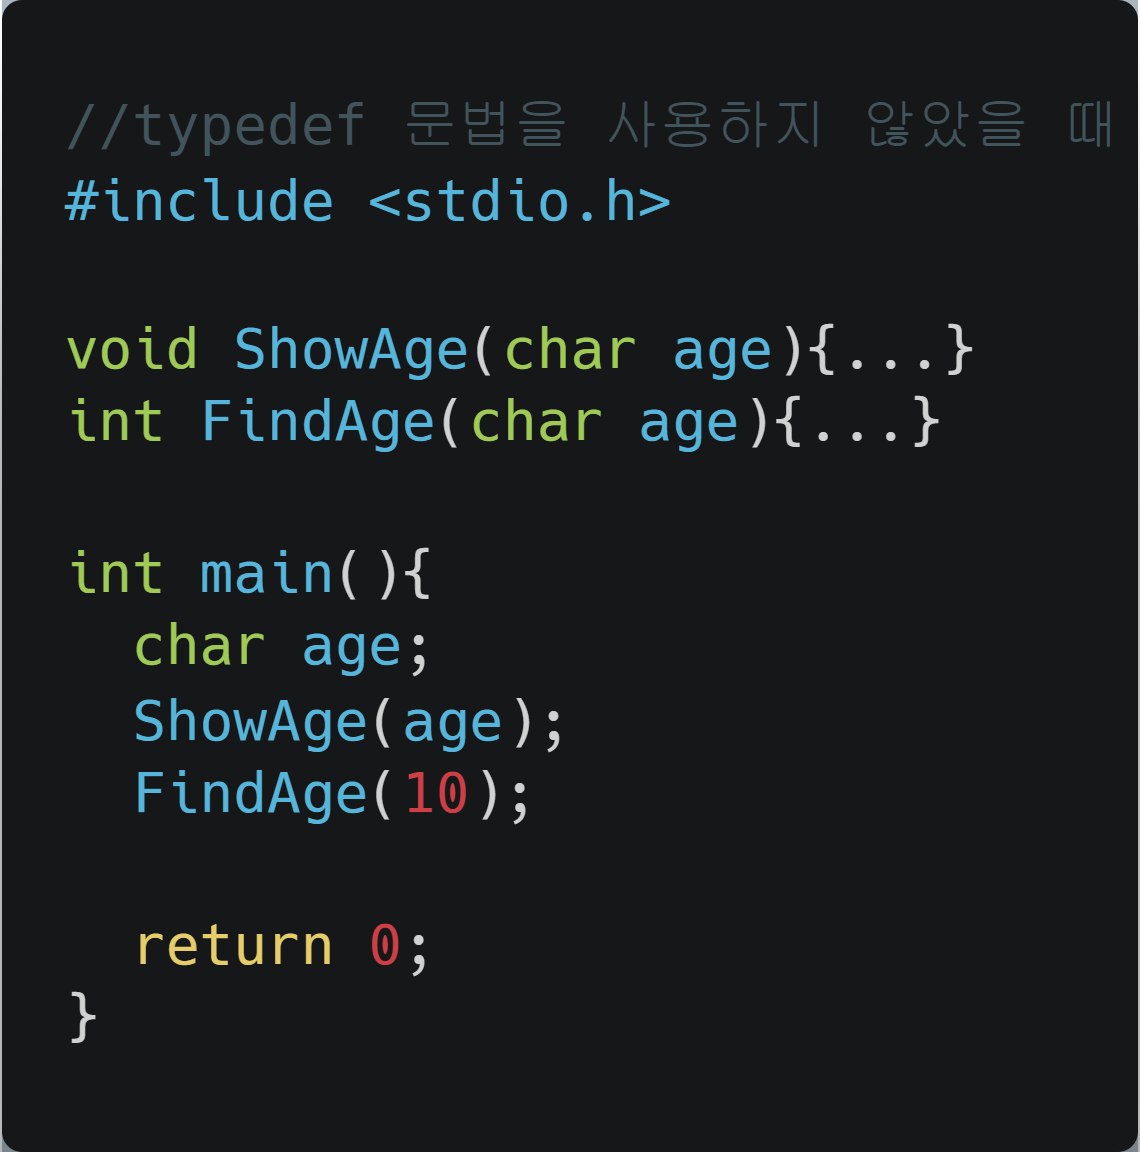 //typedef 문법을 사용하지 않았을 때
#include <stdio.h>
void ShowAge(char age){...}
int FindAge(char age){...}
int main(){
char age;
ShowAge(age);
FindAge(10);
return 0;
}